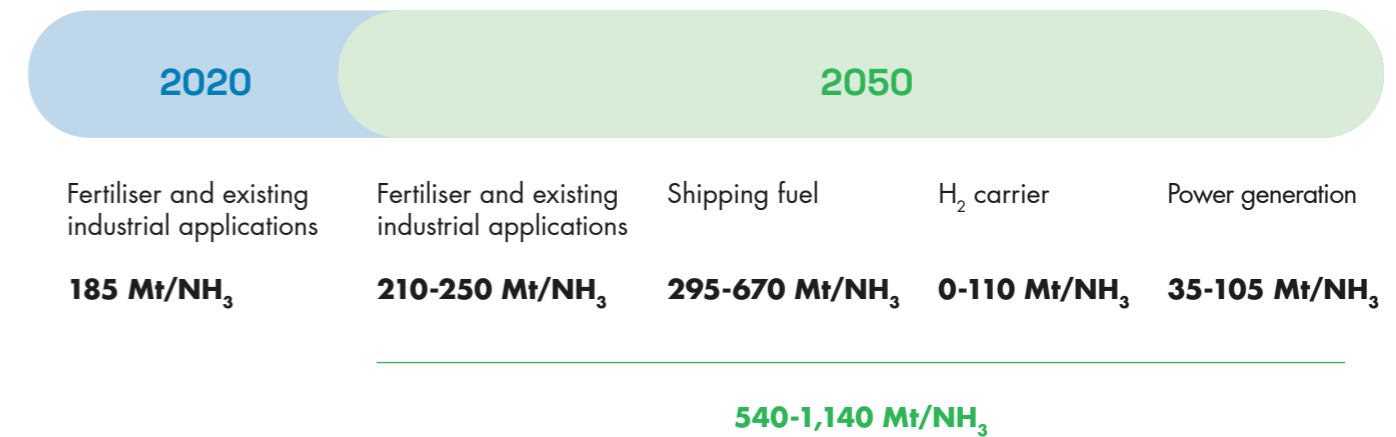 2020
2050
Fertiliser and existing
industrial applications
185 Mt/NH₃
Fertiliser and existing
industrial applications
210-250 Mt/NH₃
Shipping fuel
295-670 Mt/NH₃
H₂ carrier
0-110 Mt/NH₃
Power generation
35-105 Mt/NH₃
540-1,140 Mt/NH₃